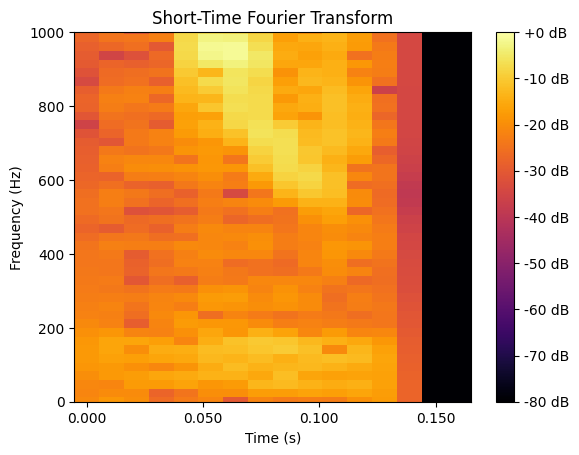 Short-Time Fourier Transform
1000
800
600
400
200
0
Frequency (Hz)
0.000
0.050
0.100
0.150
Time (s)
+0 dB
-10 dB
-20 dB
-30 dB
-40 dB
-50 dB
-60 dB
-70 dB
-80 dB